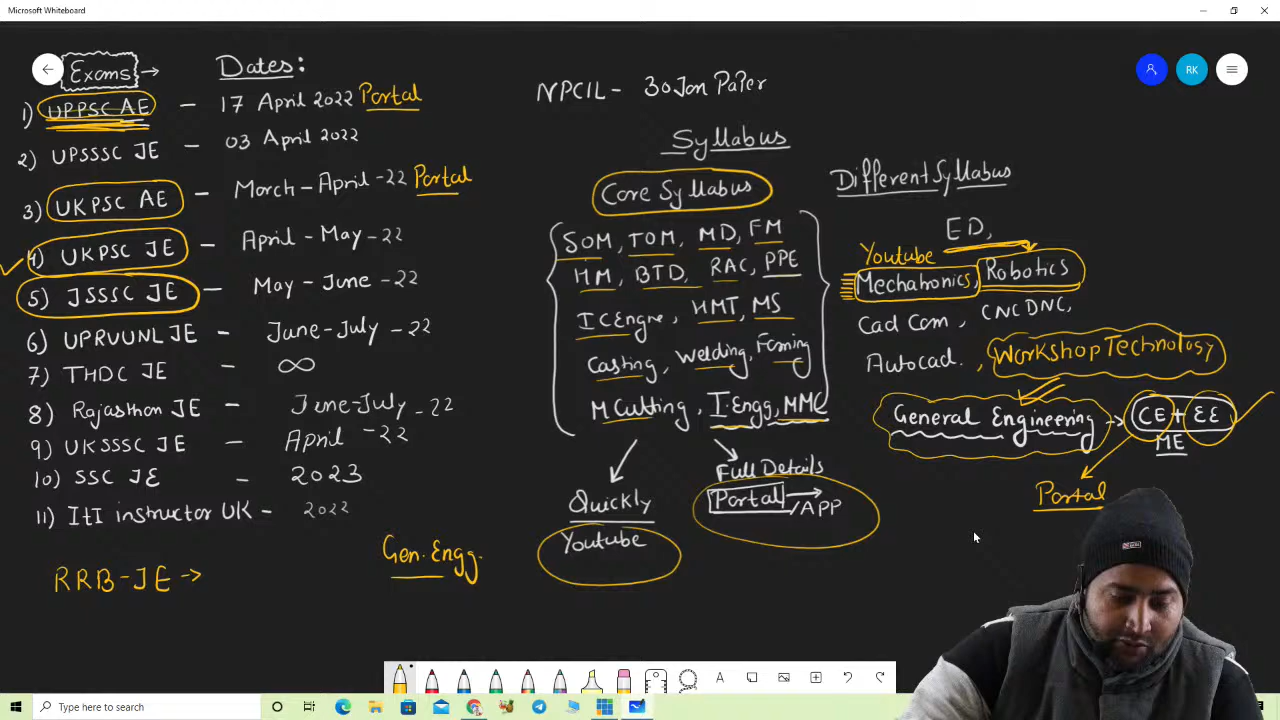 Microsoft Whiteboard
Exams → Dates:
1) UPPSC AE – 17 April 2022 Portal
2) UPSSSC JE – 03 April 2022
3) UKPSC AE – March-April-22 Portal
4) UKPSC JE – April-May-22
5) JSSSC JE – May-June-22
6) UPRVUNL JE – June-July-22
7) THDC JE – ∞
8) Rajasthan JE – June-July-22
9) UKSSSC JE – April-22
10) SSC JE – 2023
11) ItI instructor UK – 2022
RRB-JE →
Gen. Engg.
NPCIL – 30 Jan PaPer
Syllabus
Core Syllabus
SOM, TOM, MD, FM
HM, BTD, RAC, PPE
ICEngne, HMT, MS
Casting, Welding, Forming
M Cutting, I.Engg, MMC
Quickly
Youtube
Full Details
Portal → /APP
Different Syllabus
ED,
Youtube
Mechatronics, Robotics
Cad Cam, CNC DNC,
Autocad, Workshop Technology
General Engineering → CE + EE
ME
Portal
RK
A
Type here to search